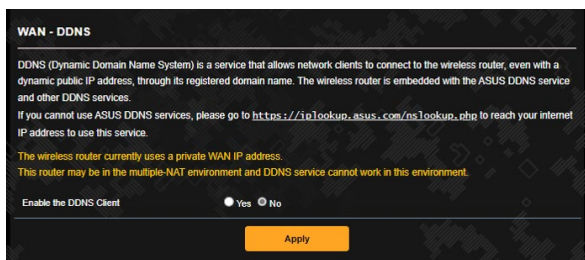 WAN - DDNS
DDNS (Dynamic Domain Name System) is a service that allows network clients to connect to the wireless router, even with a
dynamic public IP address, through its registered domain name. The wireless router is embedded with the ASUS DDNS service
and other DDNS services.
If you cannot use ASUS DDNS services, please go to https://iplookup.asus.com/nslookup.php to reach your internet
IP address to use this service.
The wireless router currently uses a private WAN IP address.
This router may be in the multiple-NAT environment and DDNS service cannot work in this environment.
Enable the DDNS Client Yes No
Apply